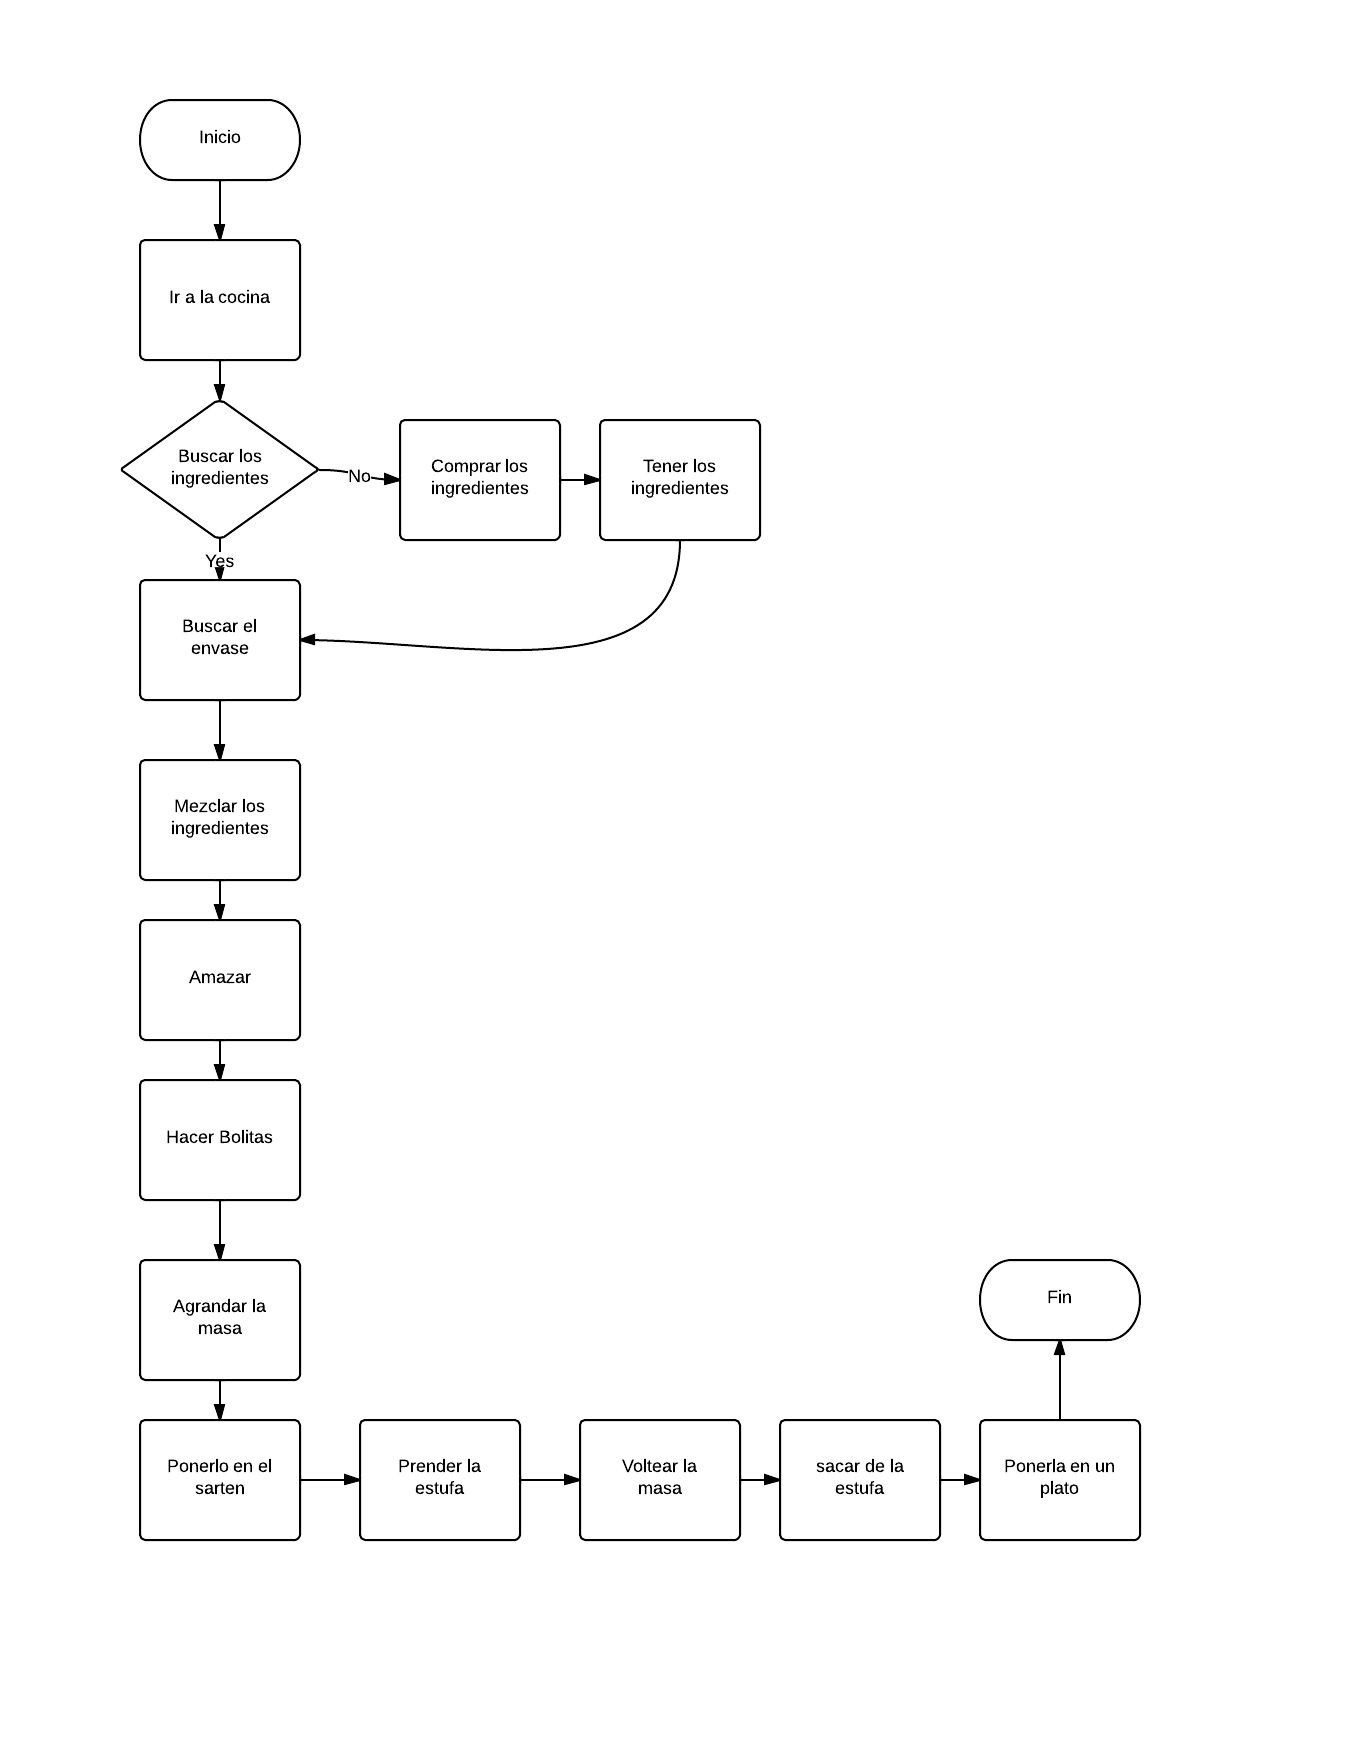 Inicio
Ir a la cocina
Buscar los
ingredientes
No
Comprar los
ingredientes
Tener los
ingredientes
Yes
Buscar el
envase
Mezclar los
ingredientes
Amazar
Hacer Bolitas
Agrandar la
masa
Ponerlo en el
sarten
Prender la
estufa
Voltear la
masa
sacar de la
estufa
Ponerla en un
plato
Fin